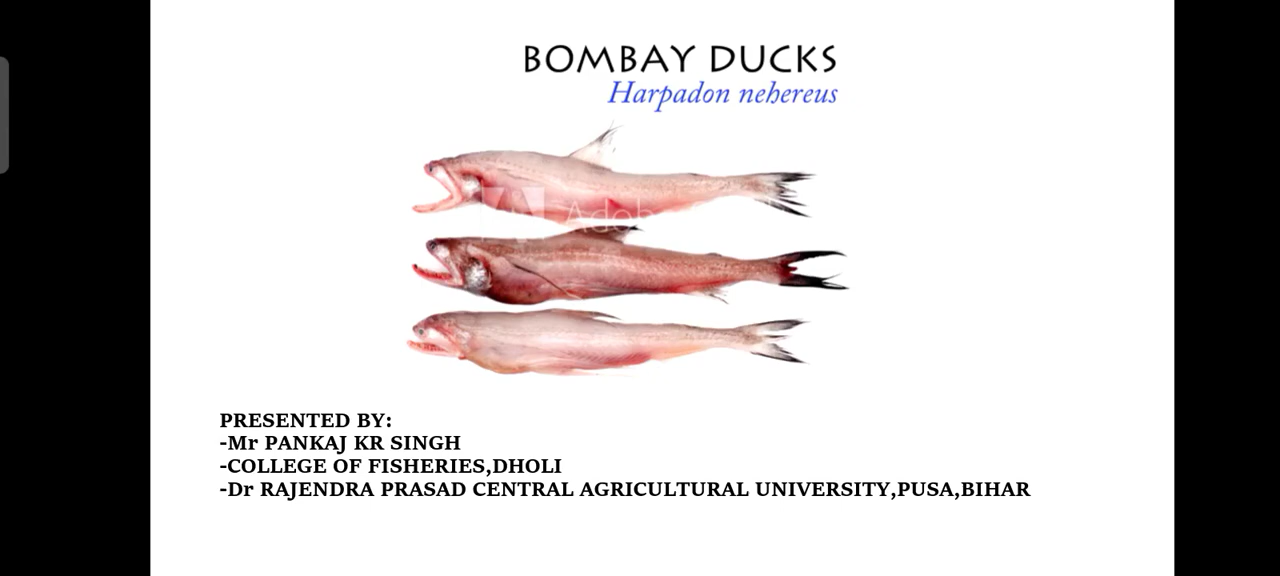 BOMBAY DUCKS
Harpadon nehereus
Adob
PRESENTED BY:
-Mr PANKAJ KR SINGH
-COLLEGE OF FISHERIES,DHOLI
-Dr RAJENDRA PRASAD CENTRAL AGRICULTURAL UNIVERSITY,PUSA,BIHAR